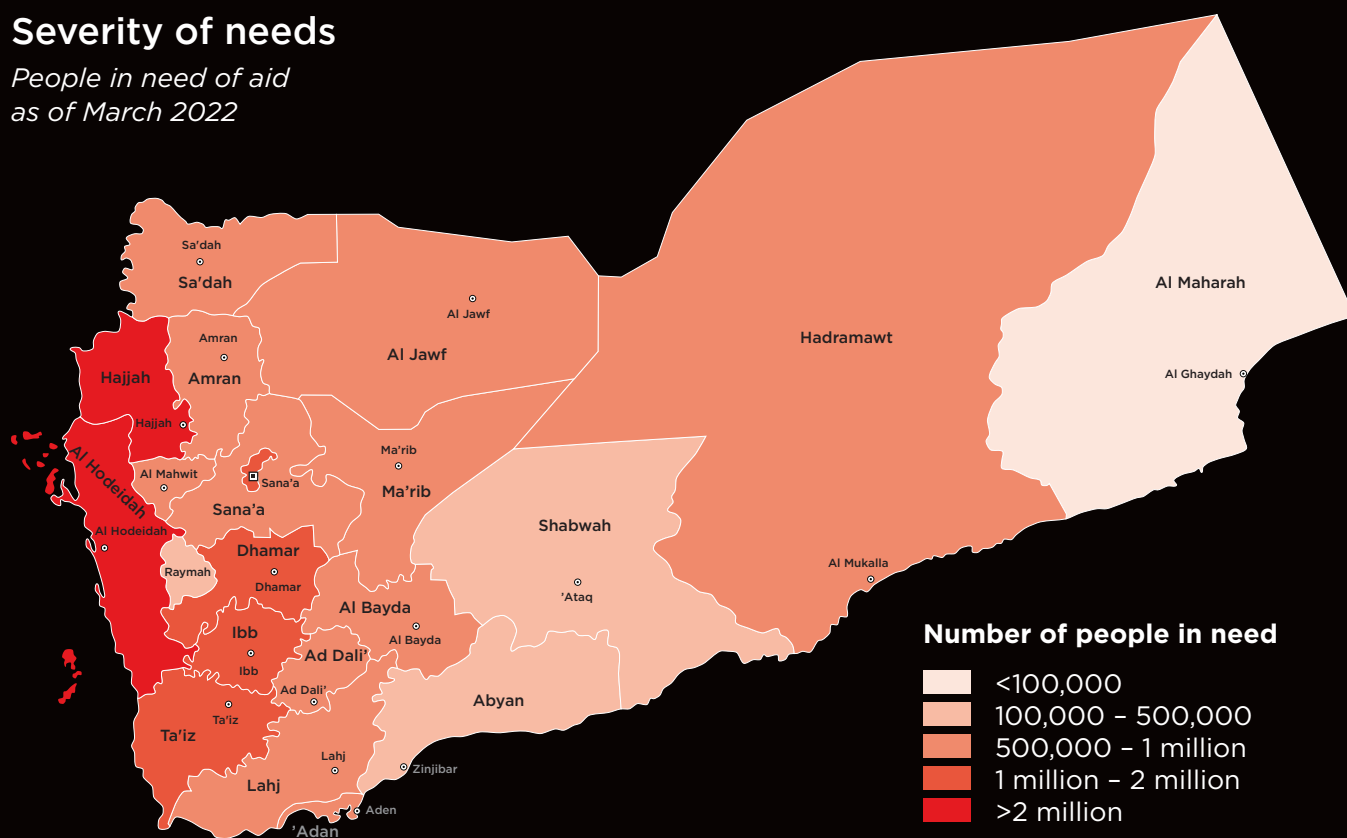 Severity of needs
People in need of aid
as of March 2022
Sa'dah
Sa'dah
Al Jawf
Al Jawf
Amran
Amran
Hajjah
Hajjah
Hadramawt
Al Maharah
Al Ghaydah
Al Hodeidah
Al Hodeidah
Al Mahwit
Sana'a
Sana'a
Ma'rib
Ma'rib
Shabwah
'Ataq
Al Mukalla
Raymah
Dhamar
Dhamar
Al Bayda
Al Bayda
Ibb
Ibb
Ad Dali'
Ad Dali'
Abyan
Zinjibar
Ta'iz
Ta'iz
Lahj
Lahj
Aden
'Adan
Number of people in need
<100,000
100,000 – 500,000
500,000 – 1 million
1 million – 2 million
>2 million